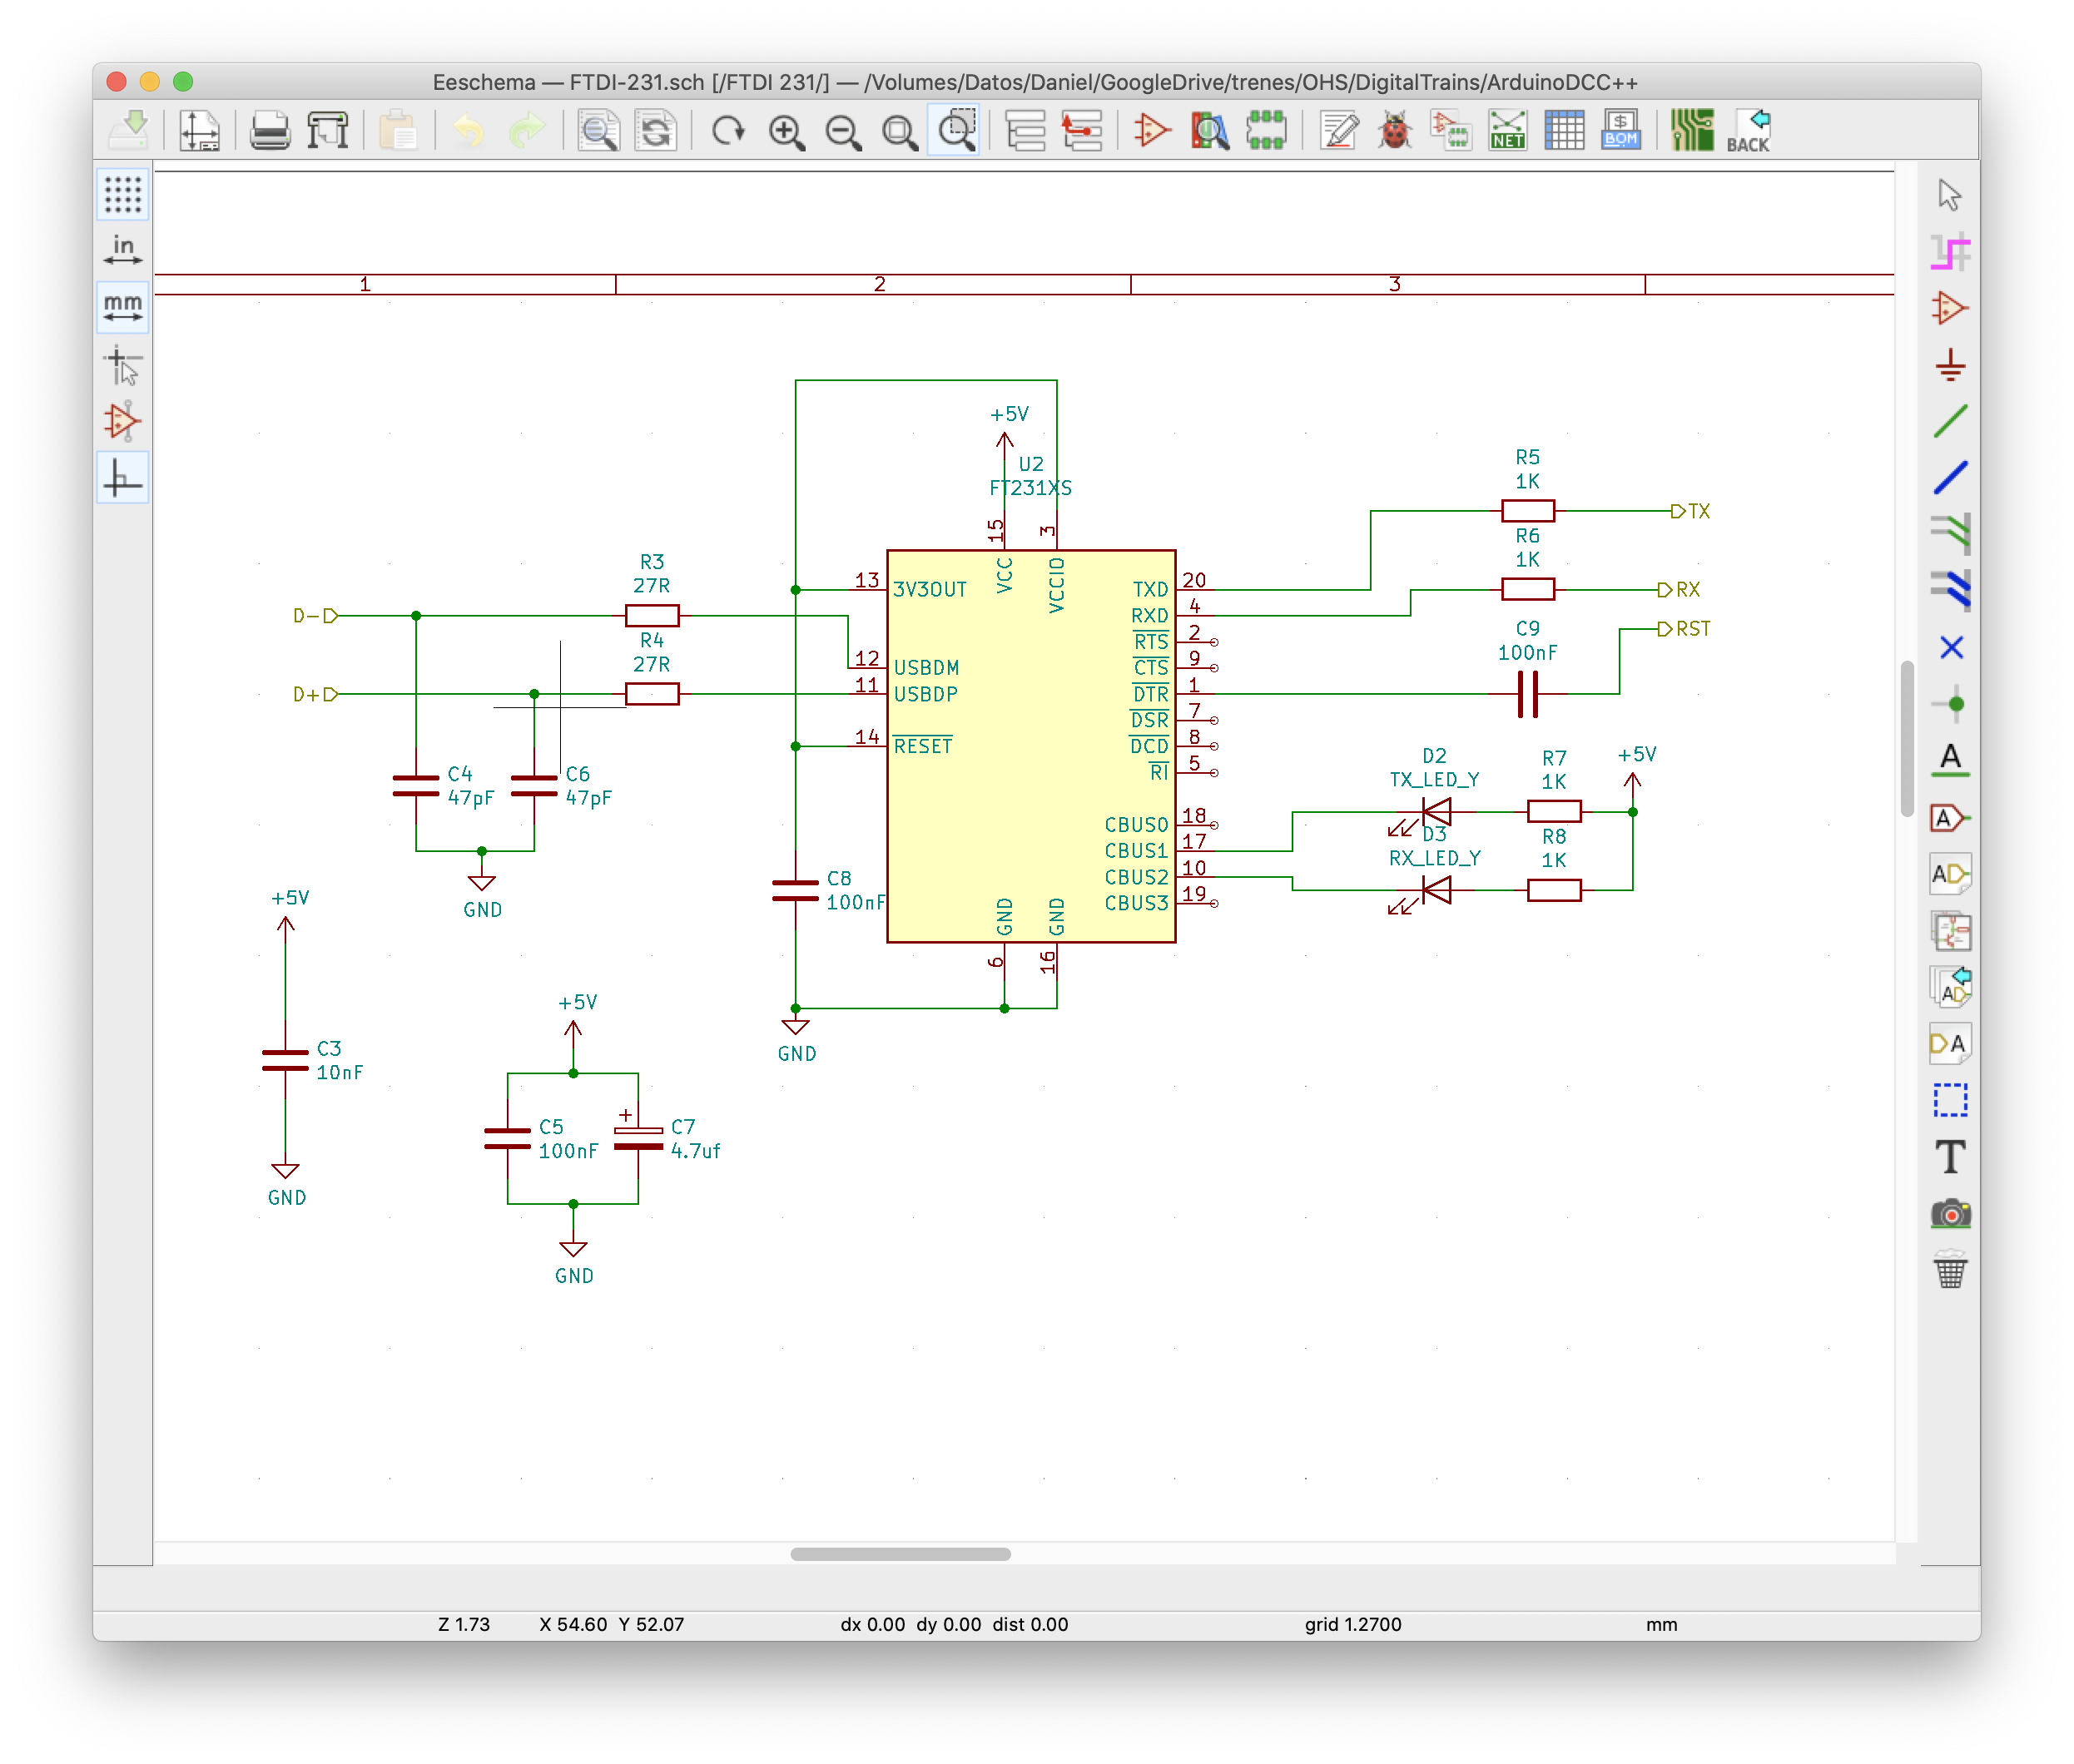 Eeschema — FTDI-231.sch [/FTDI 231/] — /Volumes/Datos/Daniel/GoogleDrive/trenes/OHS/DigitalTrains/ArduinoDCC++
NET
$
BOM
BACK
in
mm
1 2 3
+5V
U2
FT231XS
15
3
VCC
VCCIO
R5
1K
TX
R6
1K
RX
R3
27R
D-
R4
27R
D+
13 3V3OUT
12 USBDM
11 USBDP
14 RESET
TXD 20
RXD 4
RTS 2
CTS 9
DTR 1
DSR 7
DCD 8
RI 5
CBUS0 18
CBUS1 17
CBUS2 10
CBUS3 19
GND
GND
6
16
C9
100nF
RST
D2
TX_LED_Y
R7
1K
+5V
D3
RX_LED_Y
R8
1K
C4
47pF
C6
47pF
GND
C8
100nF
GND
+5V
C3
10nF
GND
+5V
C5
100nF
+
C7
4.7uf
GND
A
A
A
A
A
T
Z 1.73 X 54.60 Y 52.07 dx 0.00 dy 0.00 dist 0.00 grid 1.2700 mm